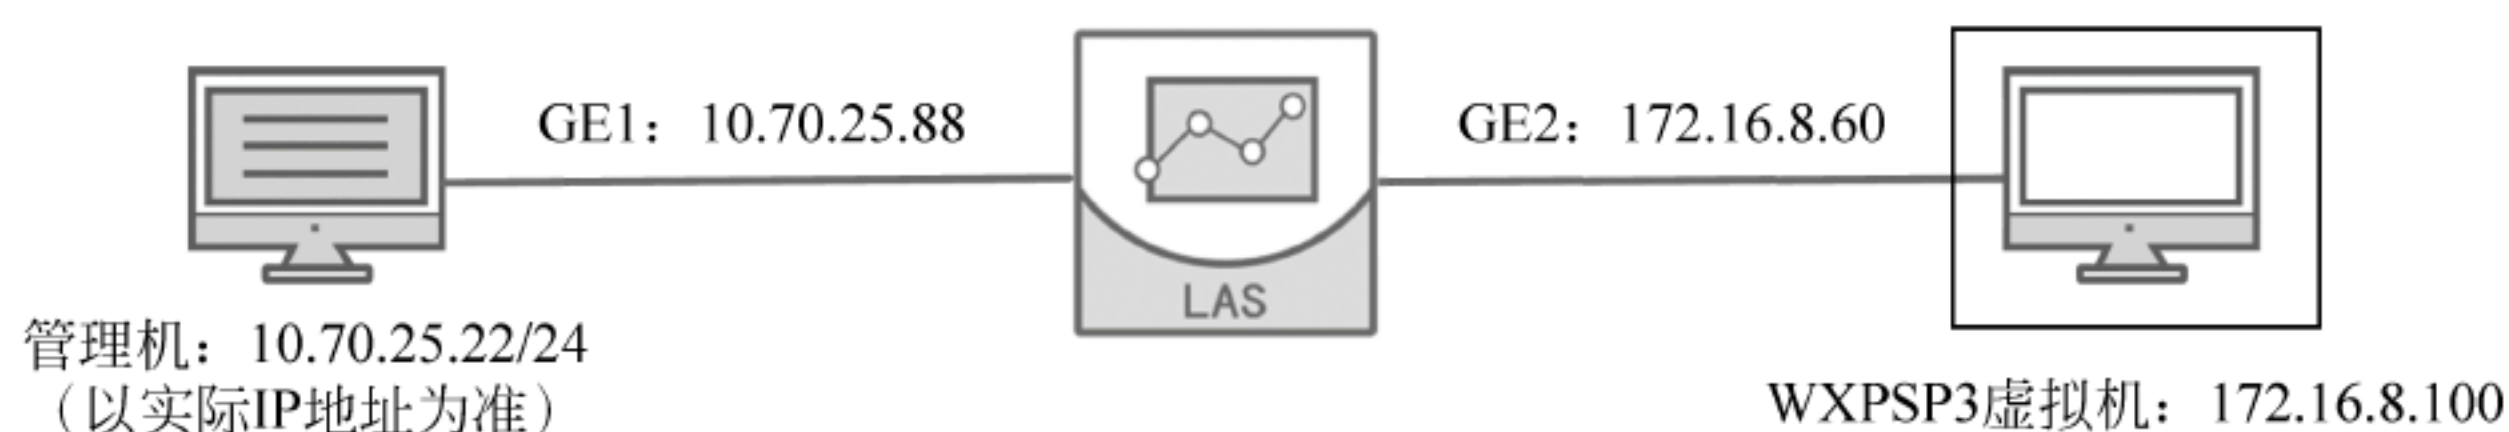 GE1：10.70.25.88
GE2：172.16.8.60
LAS
管理机：10.70.25.22/24
（以实际IP地址为准）
WXPSP3虚拟机：172.16.8.100